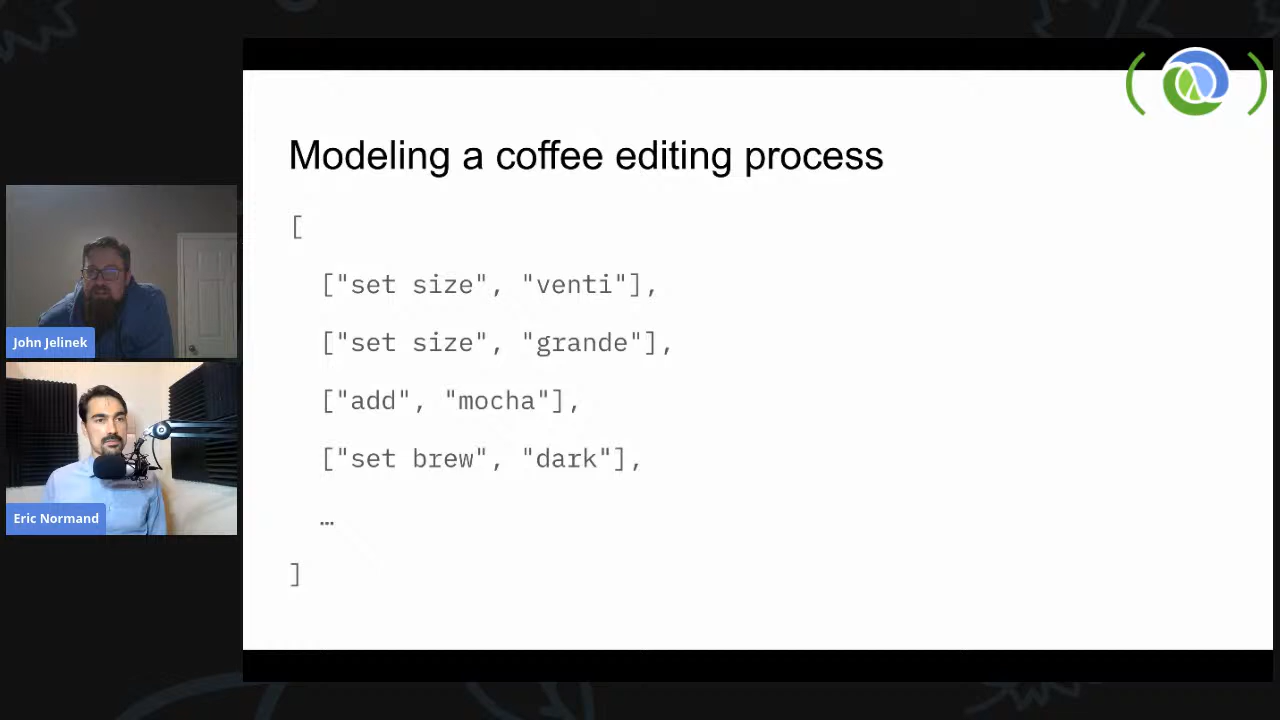 Modeling a coffee editing process
[
["set size", "venti"],
["set size", "grande"],
["add", "mocha"],
["set brew", "dark"],
…
]
John Jelinek
Eric Normand